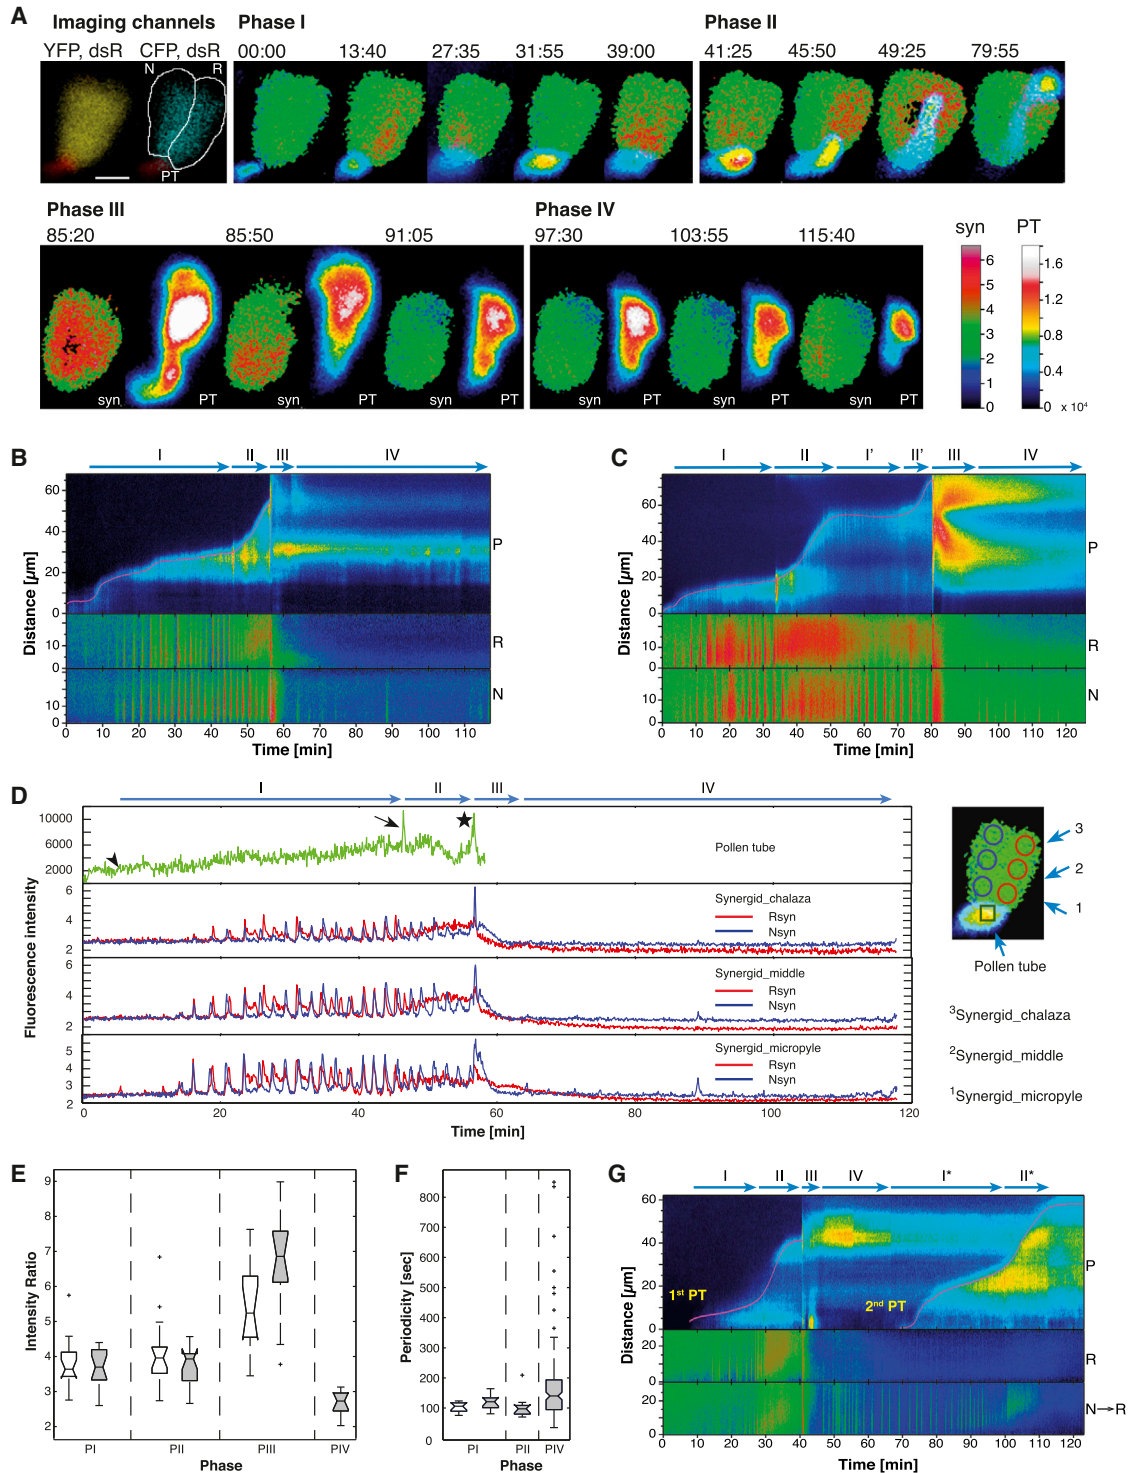 A
Imaging channels
YFP, dsR CFP, dsR
N R
PT
Phase I
00:00 13:40 27:35 31:55 39:00
Phase II
41:25 45:50 49:25 79:55
Phase III
85:20 85:50 91:05
syn PT syn PT syn PT
Phase IV
97:30 103:55 115:40
syn PT syn PT syn PT
syn PT
6
5
4
3
2
1
0
1.6
1.2
0.8
0.4
0 x 10⁴
B
I II III IV
Distance [µm]
60
40
20
0
10
0
10
0
P
R
N
0 10 20 30 40 50 60 70 80 90 100 110
Time [min]
C
I II I' II' III IV
Distance [µm]
60
40
20
0
10
0
10
0
P
R
N
0 10 20 30 40 50 60 70 80 90 100 110 120
Time [min]
D
I II III IV
Fluorescence intensity
10000
6000
2000
Pollen tube
6
4
2
Synergid_chalaza
Rsyn
Nsyn
6
4
2
Synergid_middle
Rsyn
Nsyn
5
4
3
2
Synergid_micropyle
Rsyn
Nsyn
0 20 40 60 80 100 120
Time [min]
3
2
1
Pollen tube
³Synergid_chalaza
²Synergid_middle
¹Synergid_micropyle
E
Intensity Ratio
9
8
7
6
5
4
3
2
PI PII PIII PIV
Phase
F
Periodicity [sec]
800
700
600
500
400
300
200
100
0
PI PII PIV
Phase
G
I II III IV I* II*
Distance [µm]
60
40
20
0
20
0
20
0
1st PT
2nd PT
P
R
N→R
0 10 20 30 40 50 60 70 80 90 100 110 120
Time [min]